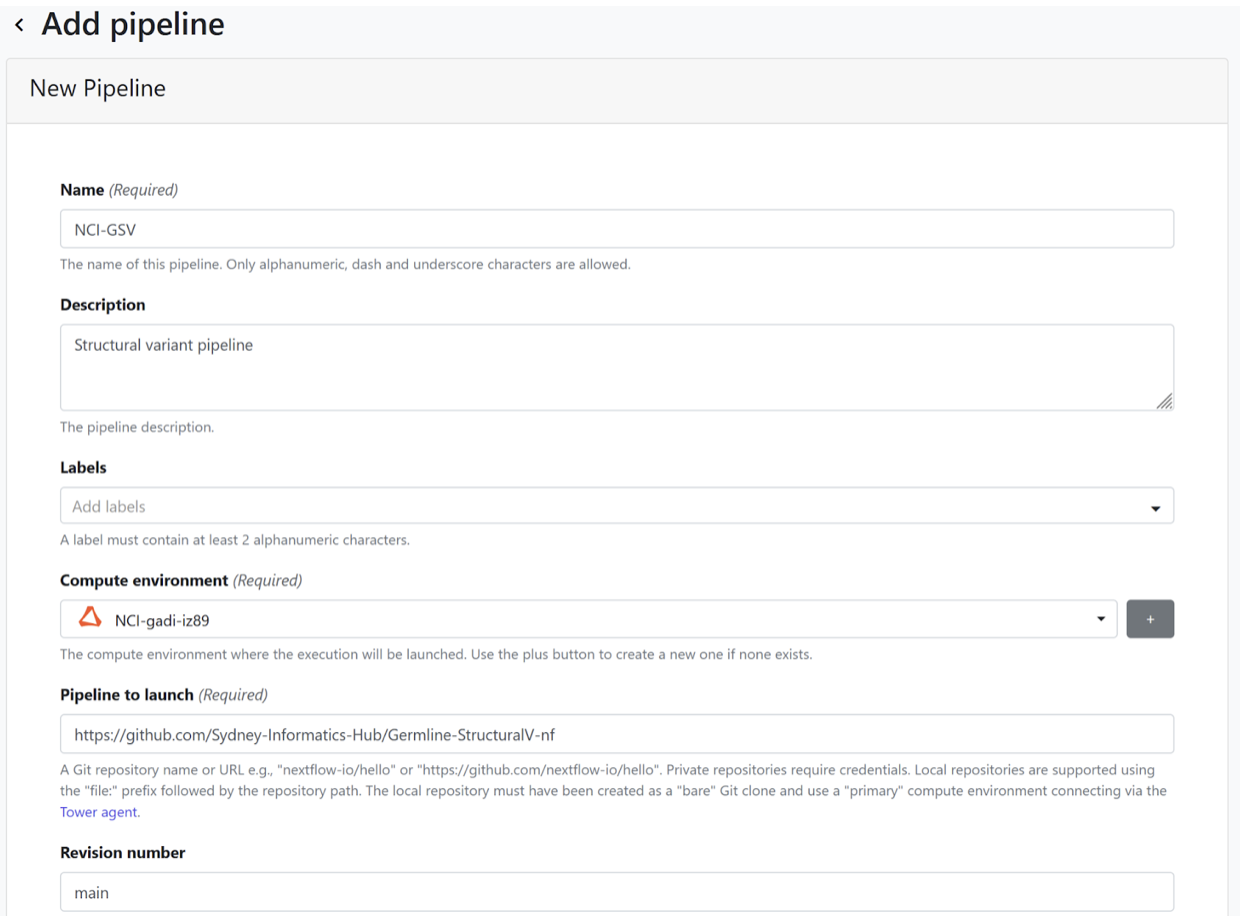 Add pipeline
New Pipeline
Name (Required)
NCI-GSV
The name of this pipeline. Only alphanumeric, dash and underscore characters are allowed.
Description
Structural variant pipeline
The pipeline description.
Labels
Add labels
A label must contain at least 2 alphanumeric characters.
Compute environment (Required)
NCI-gadi-iz89
+
The compute environment where the execution will be launched. Use the plus button to create a new one if none exists.
Pipeline to launch (Required)
https://github.com/Sydney-Informatics-Hub/Germline-StructuralV-nf
A Git repository name or URL e.g., "nextflow-io/hello" or "https://github.com/nextflow-io/hello". Private repositories require credentials. Local repositories are supported using
the "file:" prefix followed by the repository path. The local repository must have been created as a "bare" Git clone and use a "primary" compute environment connecting via the
Tower agent.
Revision number
main